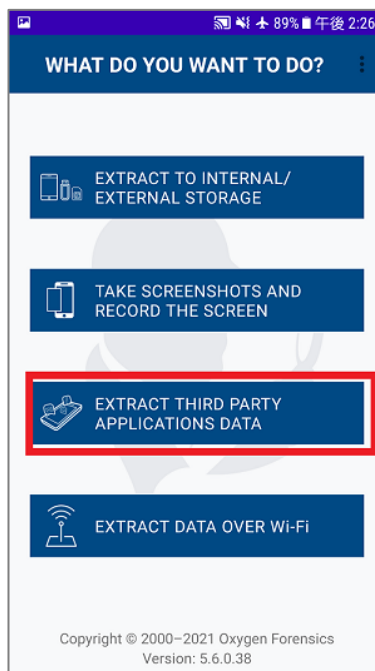 89% 午後 2:26
WHAT DO YOU WANT TO DO?
EXTRACT TO INTERNAL/
EXTERNAL STORAGE
TAKE SCREENSHOTS AND
RECORD THE SCREEN
EXTRACT THIRD PARTY
APPLICATIONS DATA
EXTRACT DATA OVER Wi-Fi
Copyright © 2000–2021 Oxygen Forensics
Version: 5.6.0.38